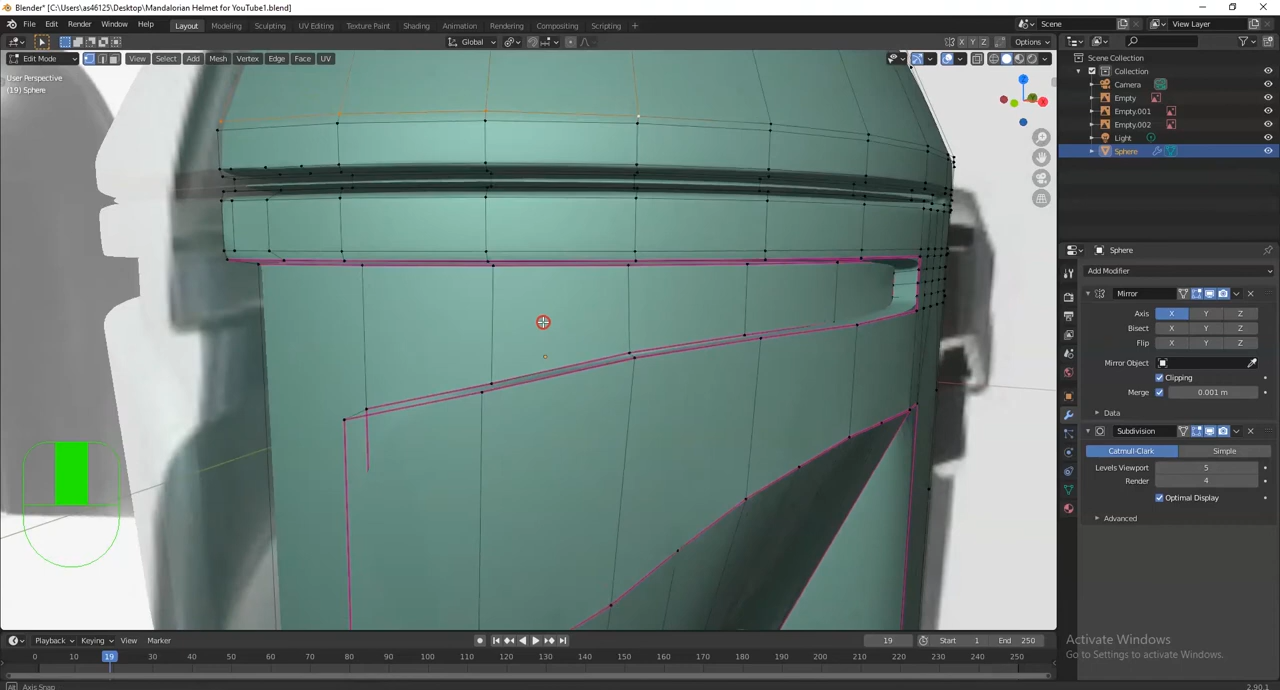 Blender* [C:\Users\as46125\Desktop\Mandalorian Helmet for YouTube1.blend]
File Edit Render Window Help Layout Modeling Sculpting UV Editing Texture Paint Shading Animation Rendering Compositing Scripting + Scene View Layer
Global X Y Z Options
Edit Mode View Select Add Mesh Vertex Edge Face UV
User Perspective
(19) Sphere
Z
X
Scene Collection
Collection
Camera
Empty
Empty.001
Empty.002
Light
Sphere
Sphere
Add Modifier
Mirror
Axis X Y Z
Bisect X Y Z
Flip X Y Z
Mirror Object
Clipping
Merge 0.001 m
Data
Subdivision
Catmull-Clark Simple
Levels Viewport 5
Render 4
Optimal Display
Advanced
Activate Windows
Go to Settings to activate Windows.
Playback Keying View Marker 19 Start 1 End 250
0 10 19 30 40 50 60 70 80 90 100 110 120 130 140 150 160 170 180 190 200 210 220 230 240 250
Alt Axis Snap 2.90.1